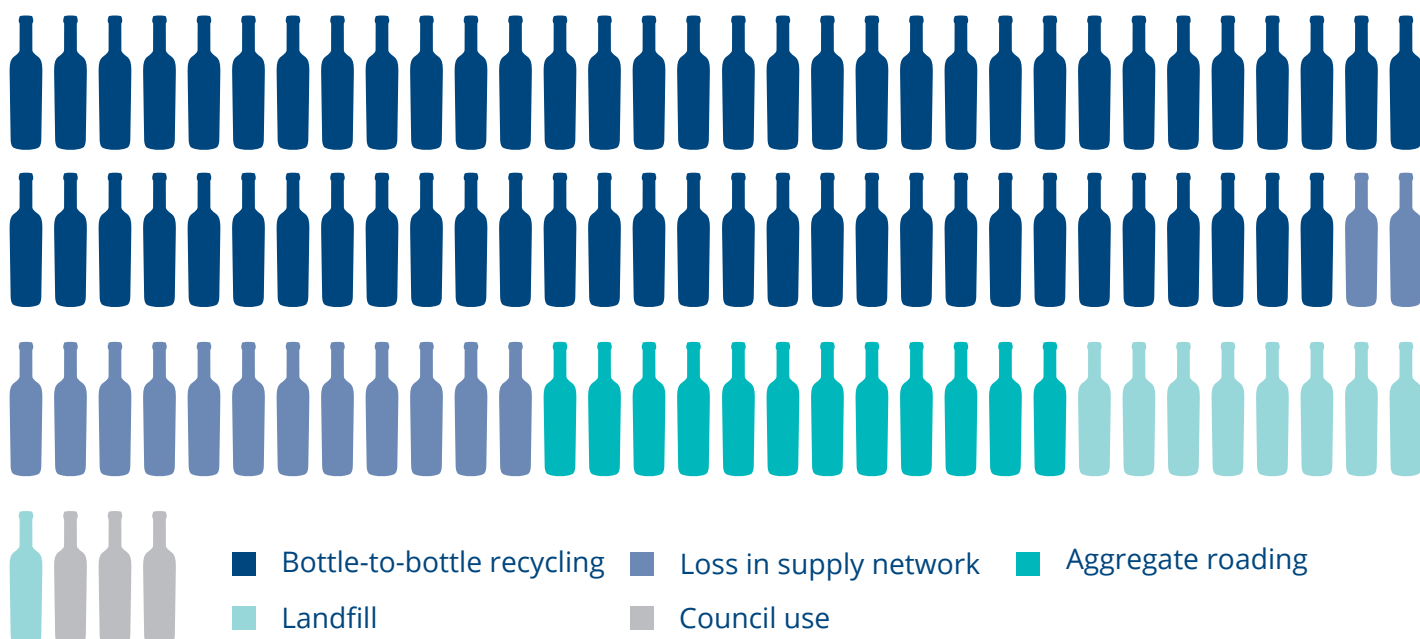 Bottle-to-bottle recycling
Loss in supply network
Aggregate roading
Landfill
Council use